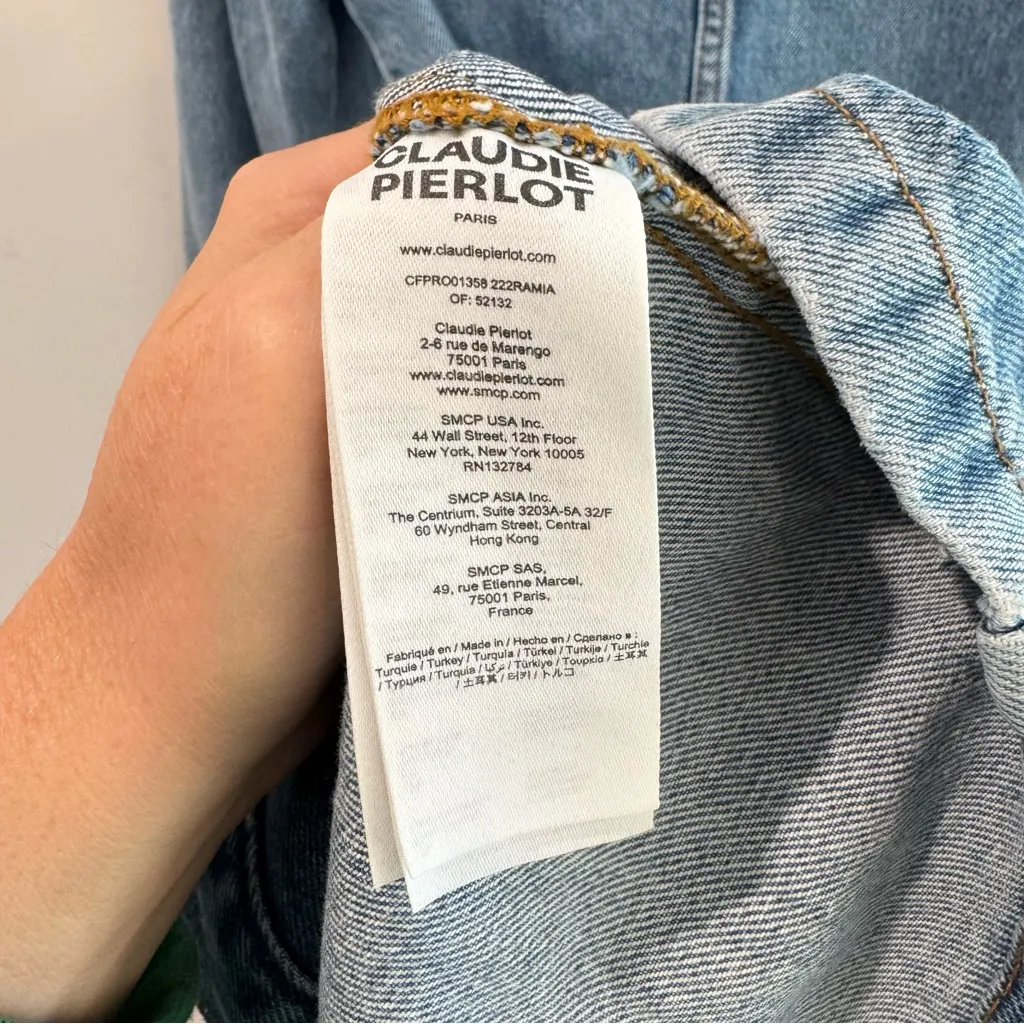 CLAUDIE
PIERLOT
PARIS
www.claudiepierlot.com
CFPRO01358 222RAMIA
OF: 52132
Claudie Pierlot
2-6 rue de Marengo
75001 Paris
www.claudiepierlot.com
www.smcp.com
SMCP USA Inc.
44 Wall Street, 12th Floor
New York, New York 10005
RN132784
SMCP ASIA Inc.
The Centrium, Suite 3203A-5A 32/F
60 Wyndham Street, Central
Hong Kong
SMCP SAS,
49, rue Etienne Marcel,
75001 Paris,
France
Fabriqué en / Made in / Hecho en / Сделано в :
Turquie / Turkey / Turquía / Türkei / Turkije / Turchia
/ Турция / Turquia / تركيا / Türkiye / Τουρκία / 土耳其
/ 土耳其 / 터키 / トルコ